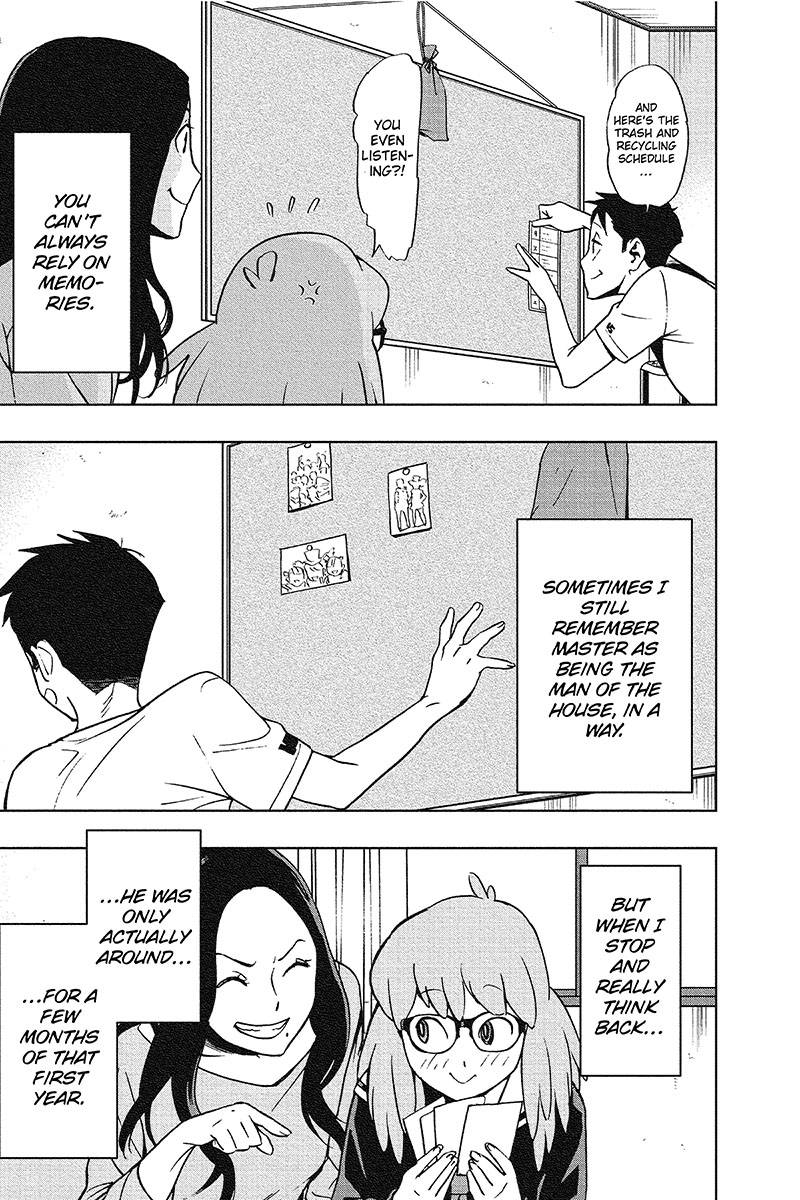 AND
HERE'S THE
TRASH AND
RECYCLING
SCHEDULE
...
YOU
EVEN
LISTEN-
ING?!
YOU
CAN'T
ALWAYS
RELY ON
MEMO-
RIES.
SOMETIMES I
STILL
REMEMBER
MASTER AS
BEING THE
MAN OF THE
HOUSE, IN A
WAY.
BUT
WHEN I
STOP
AND
REALLY
THINK
BACK...
...HE WAS
ONLY
ACTUALLY
AROUND...
...FOR A
FEW
MONTHS
OF THAT
FIRST
YEAR.